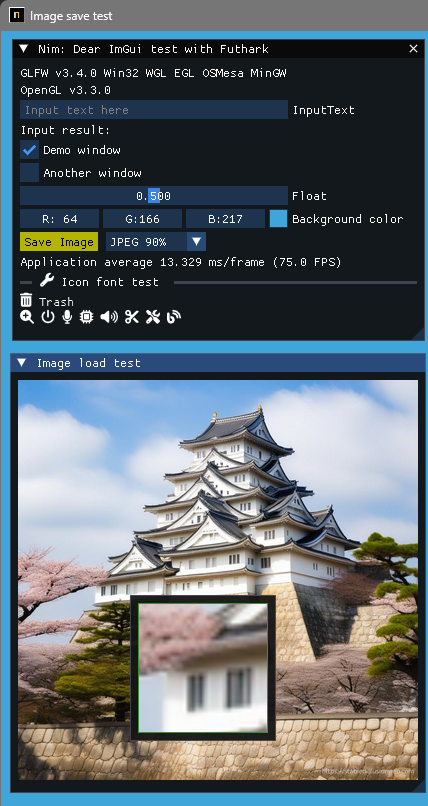 Image save test
Nim: Dear ImGui test with Futhark
GLFW v3.4.0 Win32 WGL EGL OSMesa MinGW
OpenGL v3.3.0
Input text here InputText
Input result:
Demo window
Another window
0.500 Float
R: 64 G:166 B:217 Background color
Save Image JPEG 90%
Application average 13.329 ms/frame (75.0 FPS)
Icon font test
Trash
Image load test